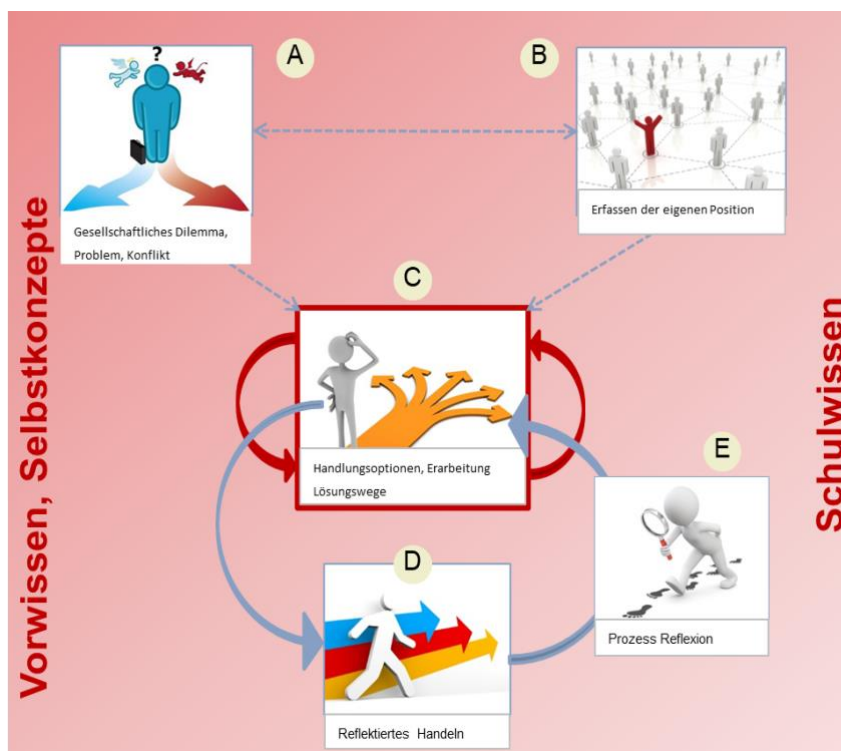 ?
A
B
Gesellschaftliches Dilemma,
Problem, Konflikt
Erfassen der eigenen Position
Vorwissen, Selbstkonzepte
Schulwissen
C
Handlungsoptionen, Erarbeitung
Lösungswege
D
Reflektiertes Handeln
E
Prozess Reflexion